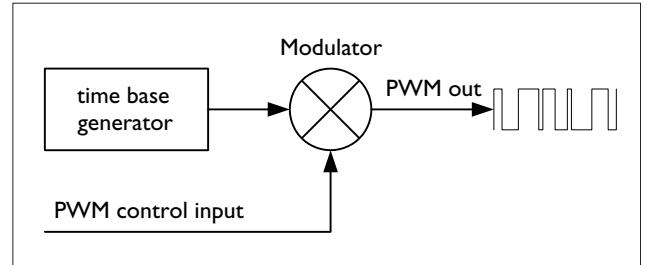 Modulator
time base
generator
PWM out
PWM control input